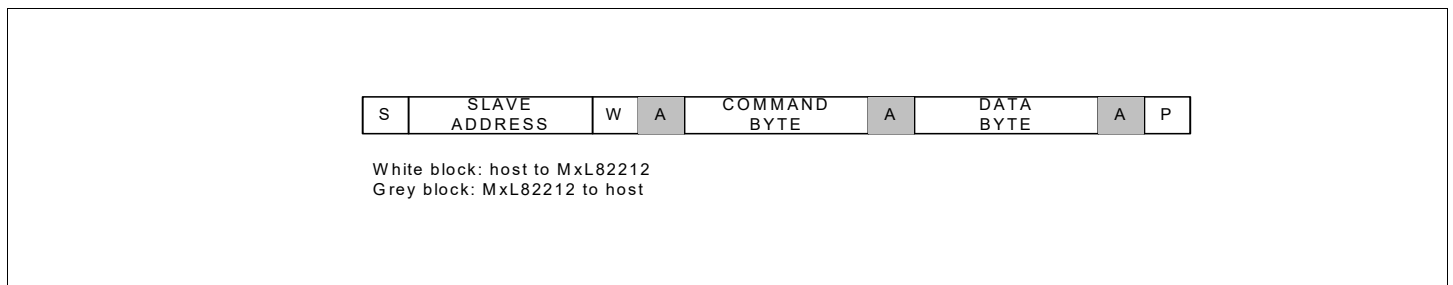 S SLAVE ADDRESS W A COMMAND BYTE A DATA BYTE A P
White block: host to MxL82212
Grey block: MxL82212 to host